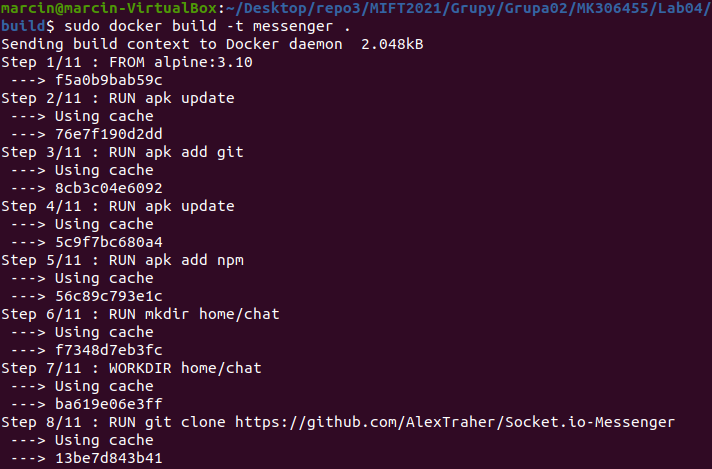 marcin@marcin-VirtualBox:~/Desktop/repo3/MIFT2021/Grupy/Grupa02/MK306455/Lab04/
build$ sudo docker build -t messenger .
Sending build context to Docker daemon  2.048kB
Step 1/11 : FROM alpine:3.10
 ---> f5a0b9bab59c
Step 2/11 : RUN apk update
 ---> Using cache
 ---> 76e7f190d2dd
Step 3/11 : RUN apk add git
 ---> Using cache
 ---> 8cb3c04e6092
Step 4/11 : RUN apk update
 ---> Using cache
 ---> 5c9f7bc680a4
Step 5/11 : RUN apk add npm
 ---> Using cache
 ---> 56c89c793e1c
Step 6/11 : RUN mkdir home/chat
 ---> Using cache
 ---> f7348d7eb3fc
Step 7/11 : WORKDIR home/chat
 ---> Using cache
 ---> ba619e06e3ff
Step 8/11 : RUN git clone https://github.com/AlexTraher/Socket.io-Messenger
 ---> Using cache
 ---> 13be7d843b41